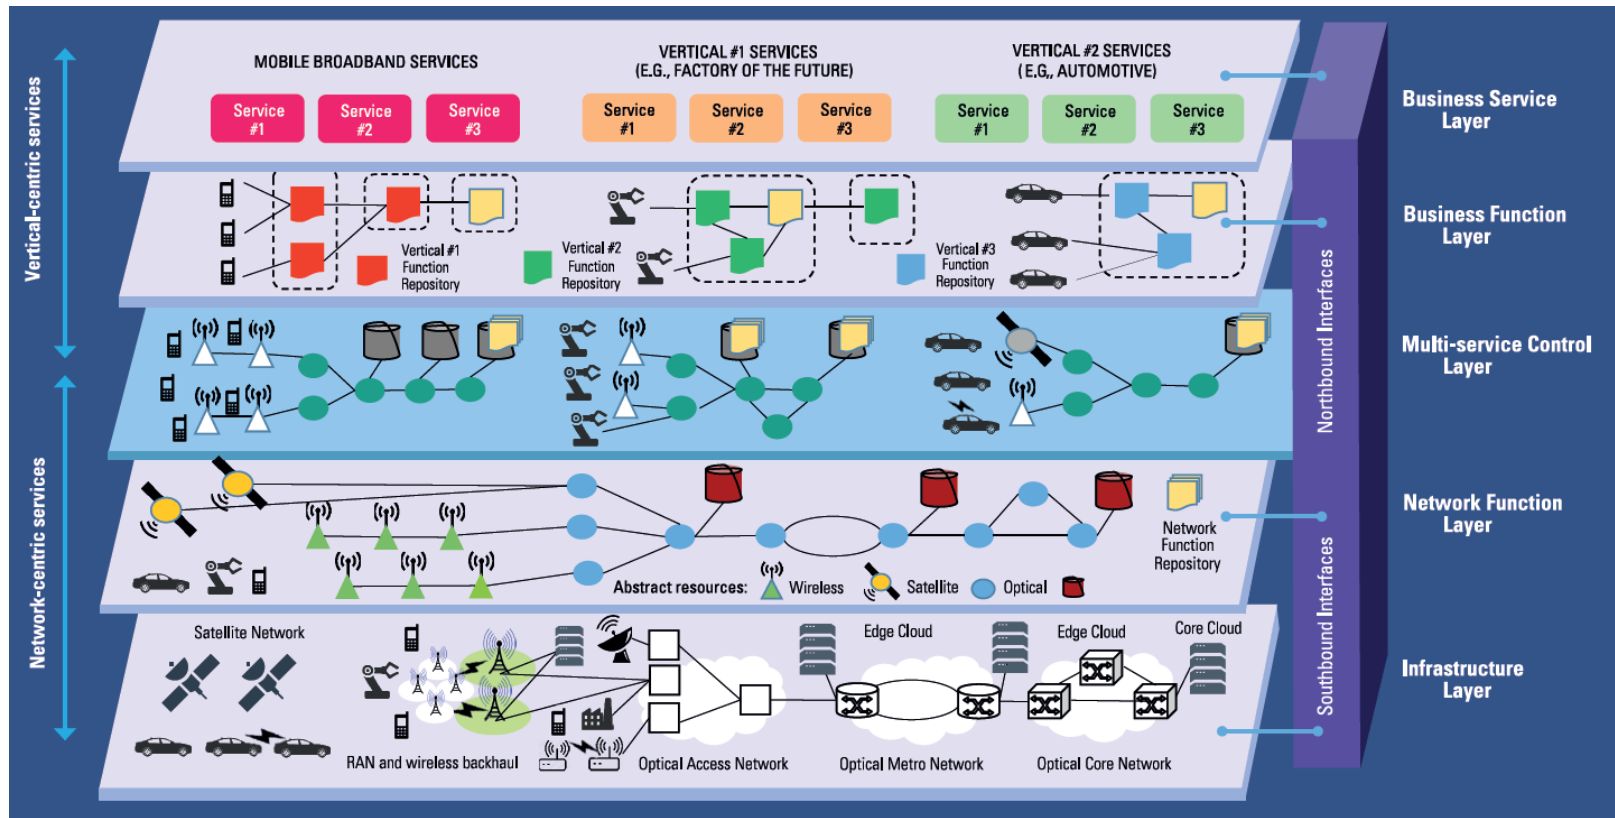 MOBILE BROADBAND SERVICES
VERTICAL #1 SERVICES
(E.G., FACTORY OF THE FUTURE)
VERTICAL #2 SERVICES
(E.G,, AUTOMOTIVE)
Service
#1
Service
#2
Service
#3
Service
#1
Service
#2
Service
#3
Service
#1
Service
#2
Service
#3
Business Service
Layer
Vertical-centric services
Vertical #1
Function
Repository
Vertical #2
Function
Repository
Vertical #3
Function
Repository
Business Function
Layer
Northbound Interfaces
Multi-service Control
Layer
Network-centric services
Network
Function
Repository
Abstract resources:
Wireless
Satellite
Optical
Network Function
Layer
Southbound Interfaces
Satellite Network
Edge Cloud
Edge Cloud
Core Cloud
RAN and wireless backhaul
Optical Access Network
Optical Metro Network
Optical Core Network
Infrastructure
Layer